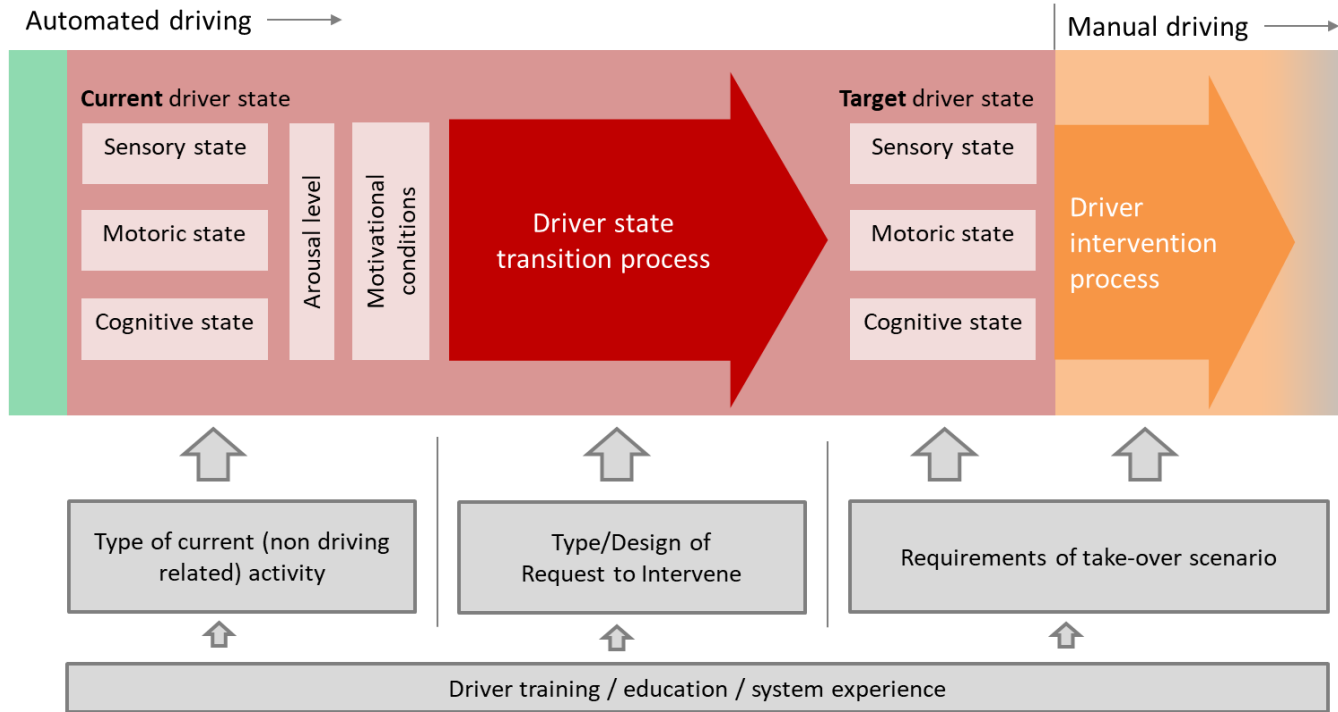 Automated driving
Manual driving
Current driver state
Sensory state
Motoric state
Cognitive state
Arousal level
Motivational
conditions
Driver state
transition process
Target driver state
Sensory state
Motoric state
Cognitive state
Driver
intervention
process
Type of current (non driving
related) activity
Type/Design of
Request to Intervene
Requirements of take-over scenario
Driver training / education / system experience